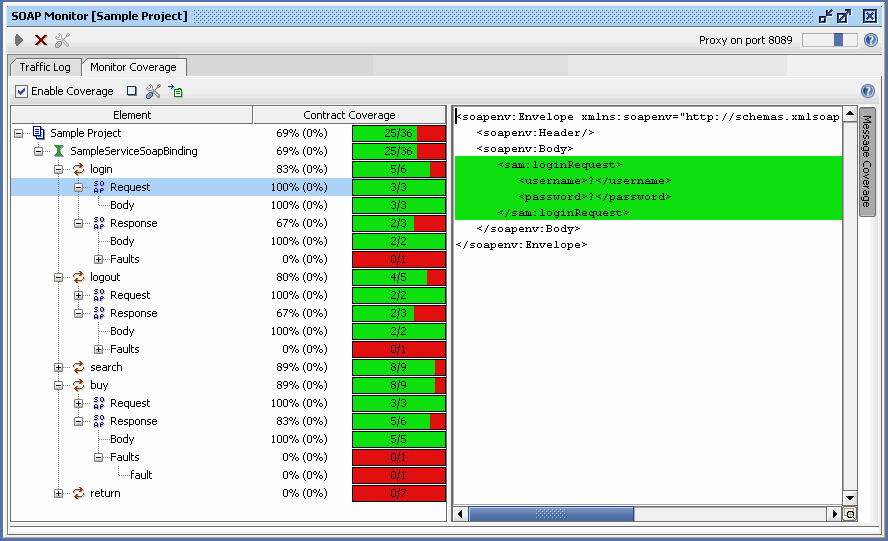 SOAP Monitor [Sample Project]
Proxy on port 8089
Traffic Log Monitor Coverage
Enable Coverage
Element Contract Coverage
Sample Project 69% (0%) 25/36
SampleServiceSoapBinding 69% (0%) 25/36
login 83% (0%) 5/6
Request 100% (0%) 3/3
Body 100% (0%) 3/3
Response 67% (0%) 2/3
Body 100% (0%) 2/2
Faults 0% (0%) 0/1
logout 80% (0%) 4/5
Request 100% (0%) 2/2
Response 67% (0%) 2/3
Body 100% (0%) 2/2
Faults 0% (0%) 0/1
search 89% (0%) 8/9
buy 89% (0%) 8/9
Request 100% (0%) 3/3
Response 83% (0%) 5/6
Body 100% (0%) 5/5
Faults 0% (0%) 0/1
fault 0% (0%) 0/1
return 0% (0%) 0/7
<soapenv:Envelope xmlns:soapenv="http://schemas.xmlsoap
<soapenv:Header/>
<soapenv:Body>
<sam:loginRequest>
<username>?</username>
<password>?</password>
</sam:loginRequest>
</soapenv:Body>
</soapenv:Envelope>
Message Coverage